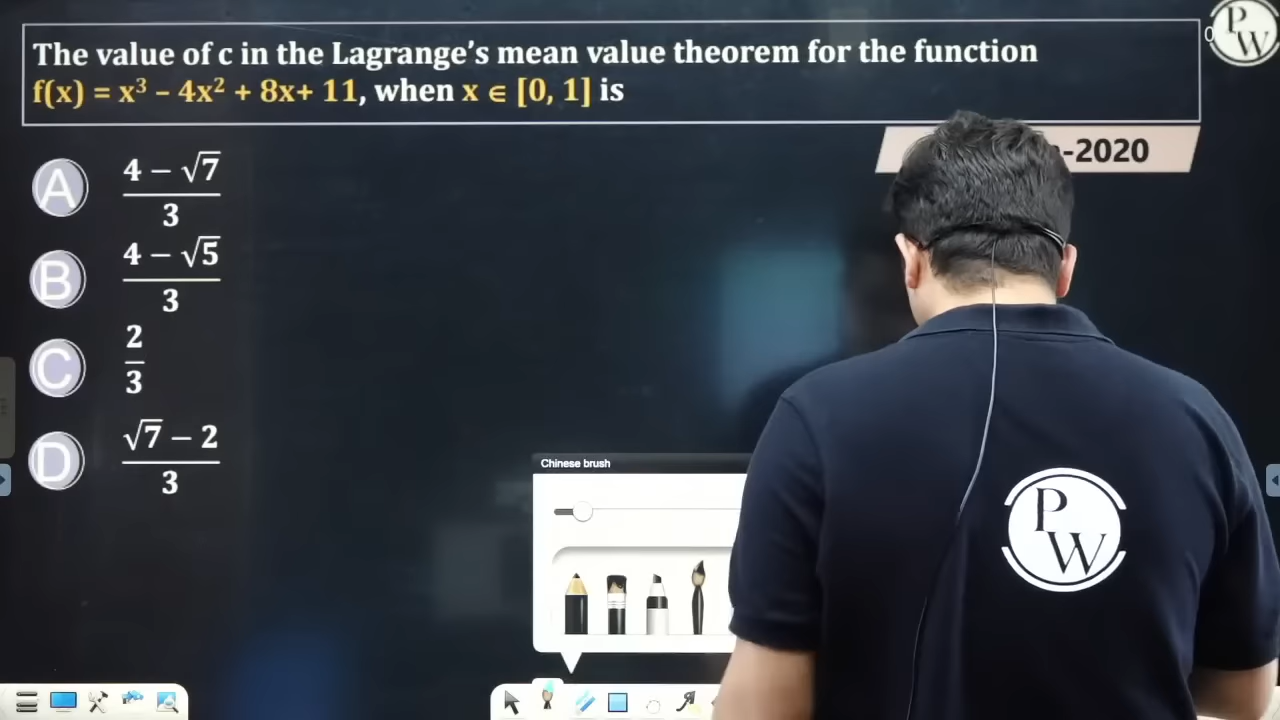 The value of c in the Lagrange's mean value theorem for the function
f(x) = x³ – 4x² + 8x+ 11, when x ∈ [0, 1] is
0
P
W
-2020
A
4 – √7
3
B
4 – √5
3
C
2
3
D
√7 – 2
3
Chinese brush
P
W